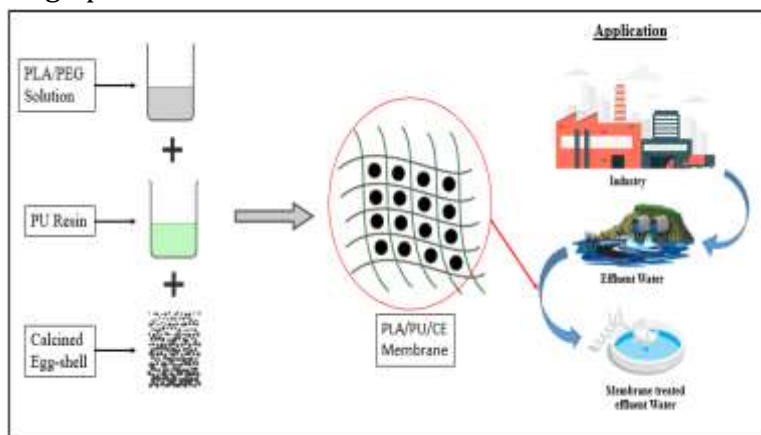 Application
PLA/PEG
Solution
+
Industry
PU Resin
Effluent Water
+
PLA/PU/CE
Membrane
Calcined
Egg-shell
Membrane treated
effluent Water